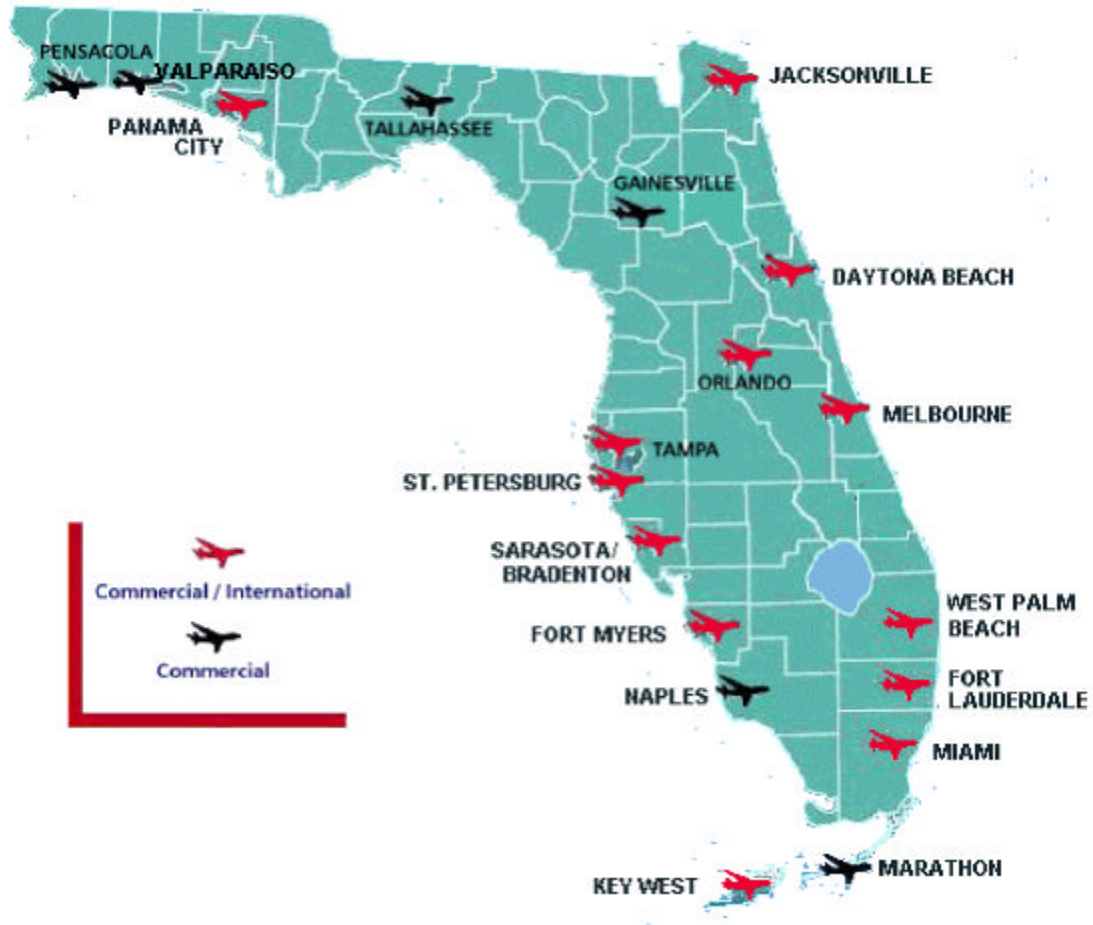 PENSACOLA
VALPARAISO
JACKSONVILLE
PANAMA
CITY
TALLAHASSEE
GAINESVILLE
DAYTONA BEACH
ORLANDO
MELBOURNE
TAMPA
ST. PETERSBURG
SARASOTA/
BRADENTON
Commercial / International
WEST PALM
BEACH
FORT MYERS
Commercial
FORT
LAUDERDALE
NAPLES
MIAMI
MARATHON
KEY WEST